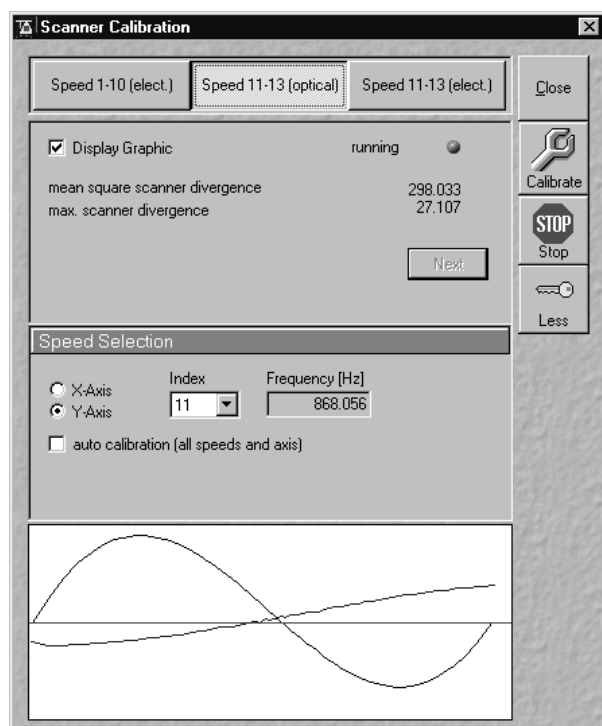 Scanner Calibration
Speed 1-10 (elect.) Speed 11-13 (optical) Speed 11-13 (elect.)
Close
Display Graphic running
Calibrate
mean square scanner divergence 298.033
max. scanner divergence 27.107
STOP
Stop
Next
Less
Speed Selection
X-Axis Index Frequency [Hz]
Y-Axis 11 868.056
auto calibration (all speeds and axis)